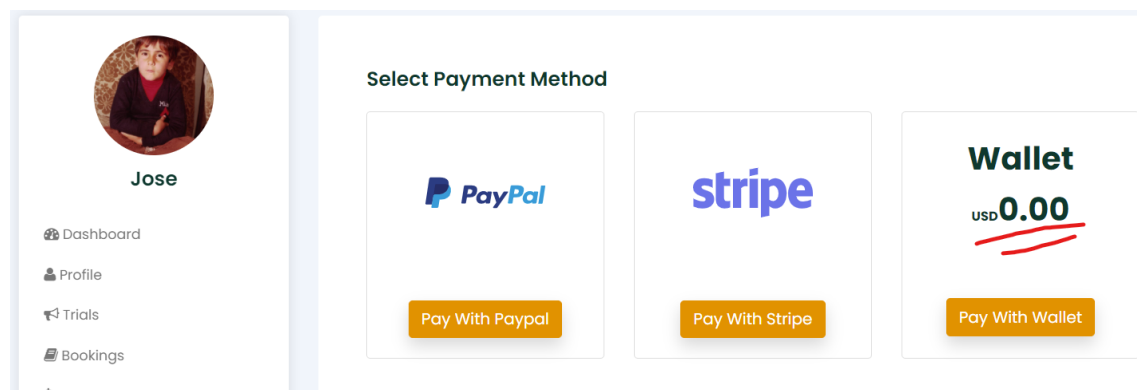 Jose
Dashboard
Profile
Trials
Bookings
Select Payment Method
PayPal
Pay With Paypal
stripe
Pay With Stripe
Wallet
USD0.00
Pay With Wallet